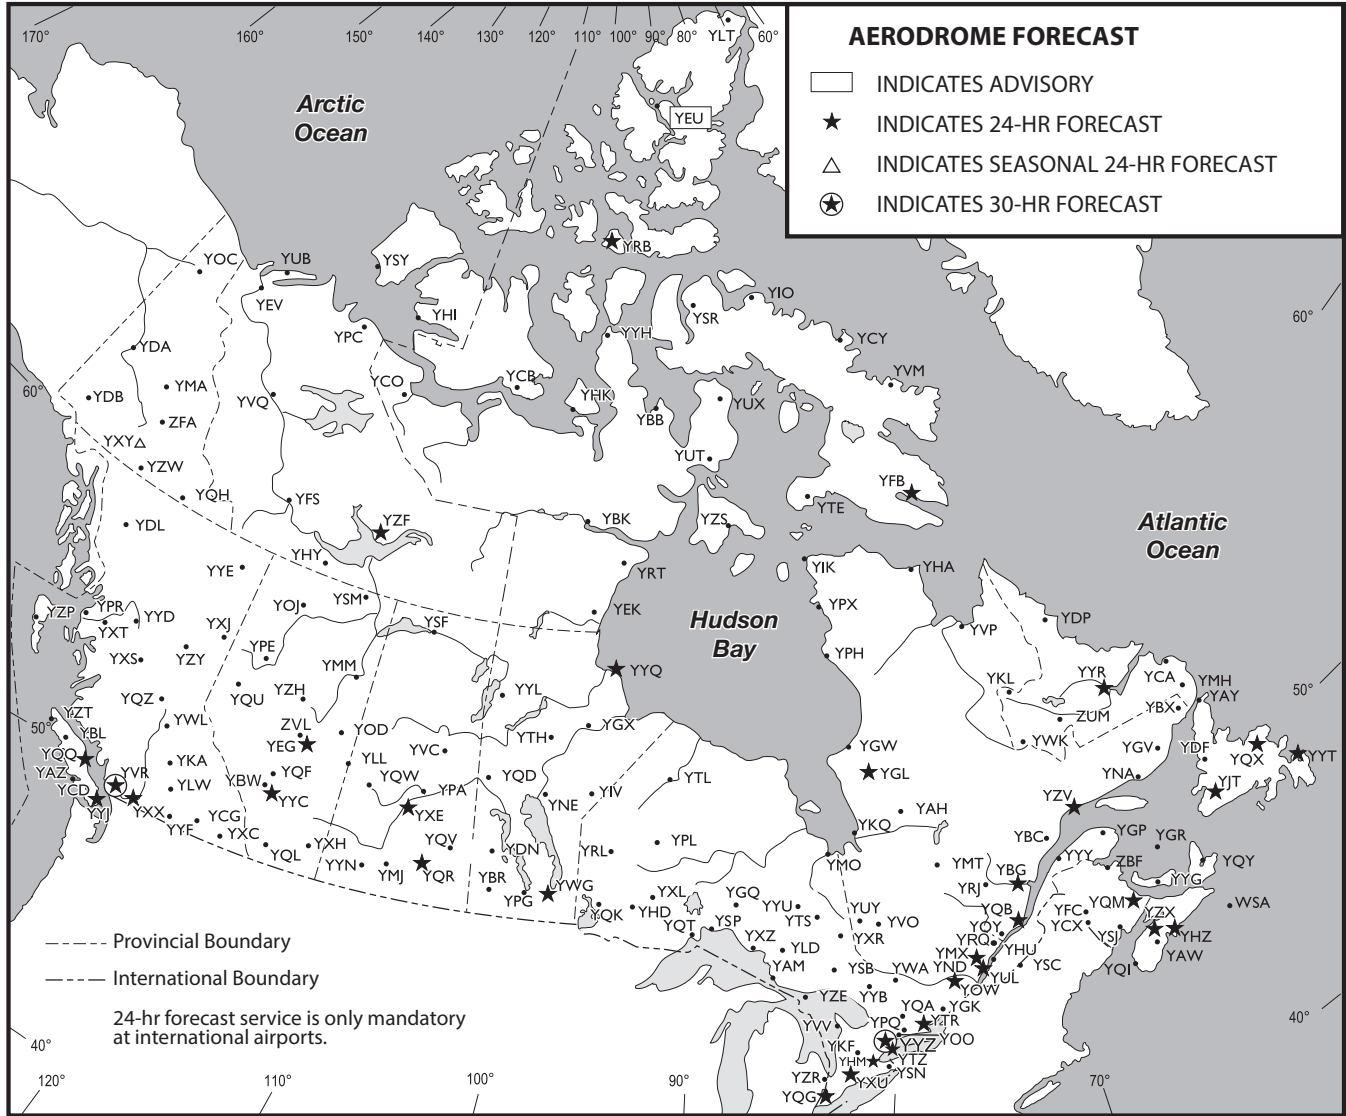 170°
160°
150°
140°
130°
120°
110°
100°
90°
80°
YLT
60°
AERODROME FORECAST
INDICATES ADVISORY
INDICATES 24-HR FORECAST
INDICATES SEASONAL 24-HR FORECAST
INDICATES 30-HR FORECAST
Arctic
Ocean
YEU
YRB
YOC
YUB
YSY
YEV
YHI
YPC
YIO
YSR
YYH
YCY
60°
YDA
YMA
YDB
ZFA
YVQ
YCO
YCB
YHK
YBB
YUX
YVM
60°
YXY
YZW
YUT
YFB
YQH
YFS
YTE
YDL
YZF
YBK
YZS
Atlantic
Ocean
YYE
YHY
YRT
YIK
YHA
YZP
YPR
YYD
YXT
YOJ
YSM
YEK
YPX
Hudson
Bay
YXJ
YSF
YVP
YDP
YXS
YZY
YPE
YMM
YYQ
YPH
YYR
YKL
YCA
YMH
YAY
50°
YQZ
YQU
YZH
YYL
ZUM
YBX
50°
YZT
YBL
YWL
ZVL
YOD
YEG
YVC
YTH
YGX
YGW
YWK
YGV
YDF
YQX
YYT
YQQ
YKA
YLL
YAZ
YVR
YCD
YLW
YBW
YQF
YYC
YQW
YPA
YQD
YTL
YGL
YNA
YJT
YYJ
YXX
YYF
YCG
YXE
YNE
YIV
YAH
YZV
YXC
YQL
YXH
YQV
YDN
YRL
YPL
YKQ
YBC
YGP
YGR
YYN
YMJ
YQR
YBR
YPG
YWG
YMO
YMT
YBG
YYY
ZBF
YQY
YYG
YRJ
YQK
YHD
YXL
YGQ
YYU
YTS
YUY
YVO
YQB
YFC
YQM
YZX
WSA
YQT
YSP
YXZ
YLD
YXR
YOY
YRQ
YHU
YCX
YSJ
YHZ
YAM
YSB
YWA
YMX
YND
YUL
YSC
YQI
YAW
YZE
YYB
YOW
YQA
YGK
YVV
YPQ
YTR
YOO
YKF
YYZ
YTZ
YHM
YSN
YZR
YXU
YQG
Provincial Boundary
International Boundary
24-hr forecast service is only mandatory
at international airports.
40°
40°
120°
110°
100°
90°
70°